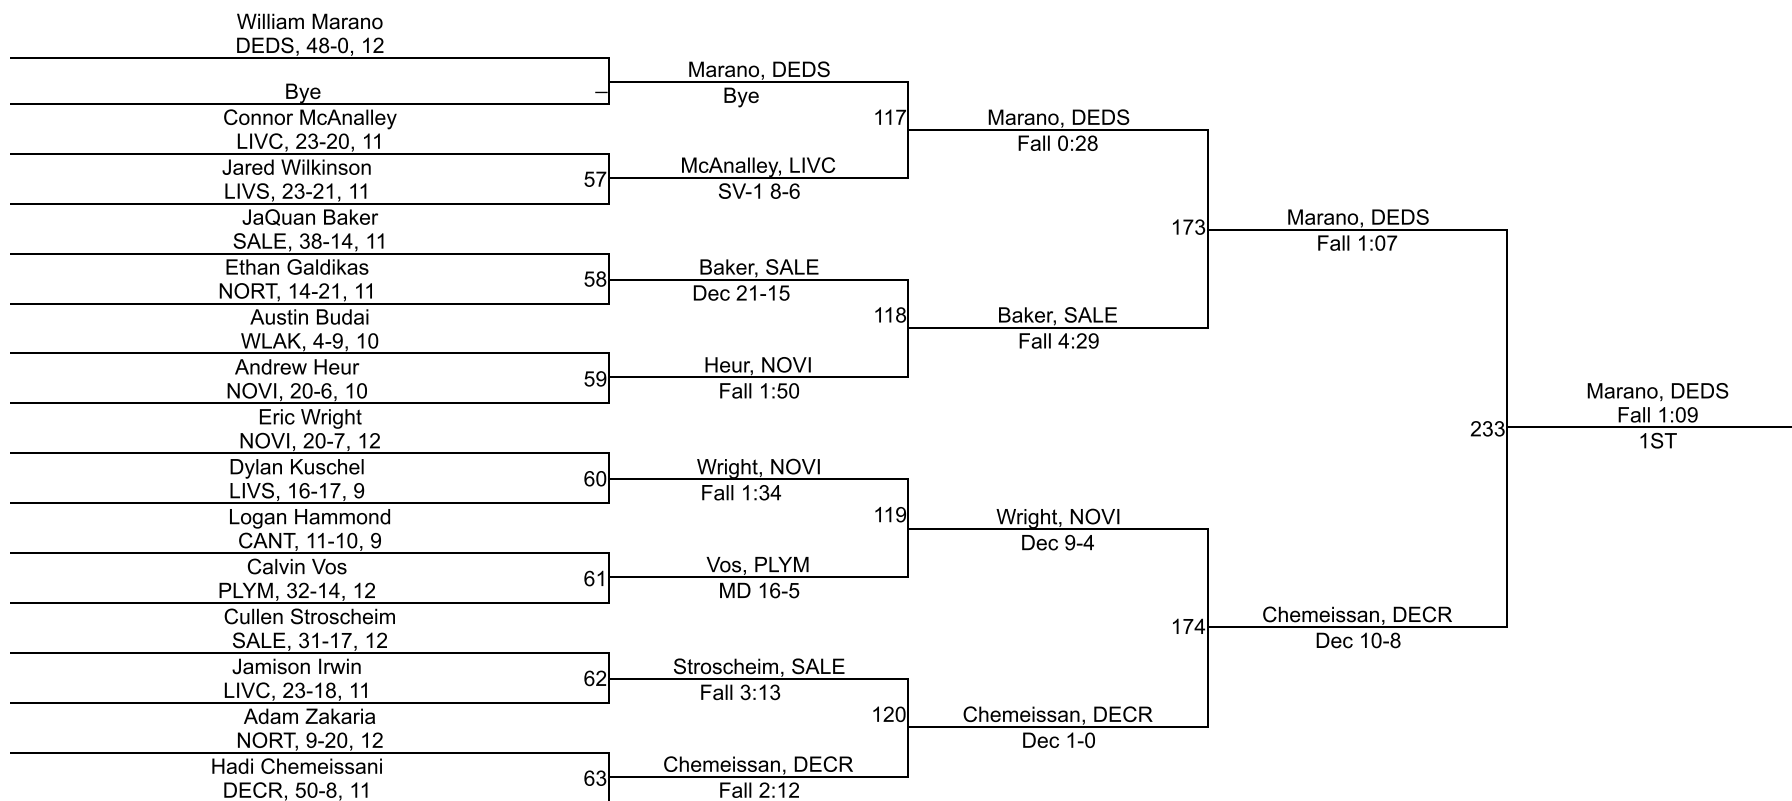 William Marano
DEDS, 48-0, 12
Bye
–
Connor McAnalley
LIVC, 23-20, 11
Jared Wilkinson
LIVS, 23-21, 11
57
JaQuan Baker
SALE, 38-14, 11
Ethan Galdikas
NORT, 14-21, 11
58
Austin Budai
WLAK, 4-9, 10
Andrew Heur
NOVI, 20-6, 10
59
Eric Wright
NOVI, 20-7, 12
Dylan Kuschel
LIVS, 16-17, 9
60
Logan Hammond
CANT, 11-10, 9
Calvin Vos
PLYM, 32-14, 12
61
Cullen Stroscheim
SALE, 31-17, 12
Jamison Irwin
LIVC, 23-18, 11
62
Adam Zakaria
NORT, 9-20, 12
Hadi Chemeissani
DECR, 50-8, 11
63
Marano, DEDS
Bye
117
McAnalley, LIVC
SV-1 8-6
Baker, SALE
Dec 21-15
118
Heur, NOVI
Fall 1:50
Wright, NOVI
Fall 1:34
119
Vos, PLYM
MD 16-5
Stroscheim, SALE
Fall 3:13
120
Chemeissan, DECR
Fall 2:12
Marano, DEDS
Fall 0:28
173
Baker, SALE
Fall 4:29
Wright, NOVI
Dec 9-4
174
Chemeissan, DECR
Dec 1-0
Marano, DEDS
Fall 1:07
233
Chemeissan, DECR
Dec 10-8
Marano, DEDS
Fall 1:09
1ST